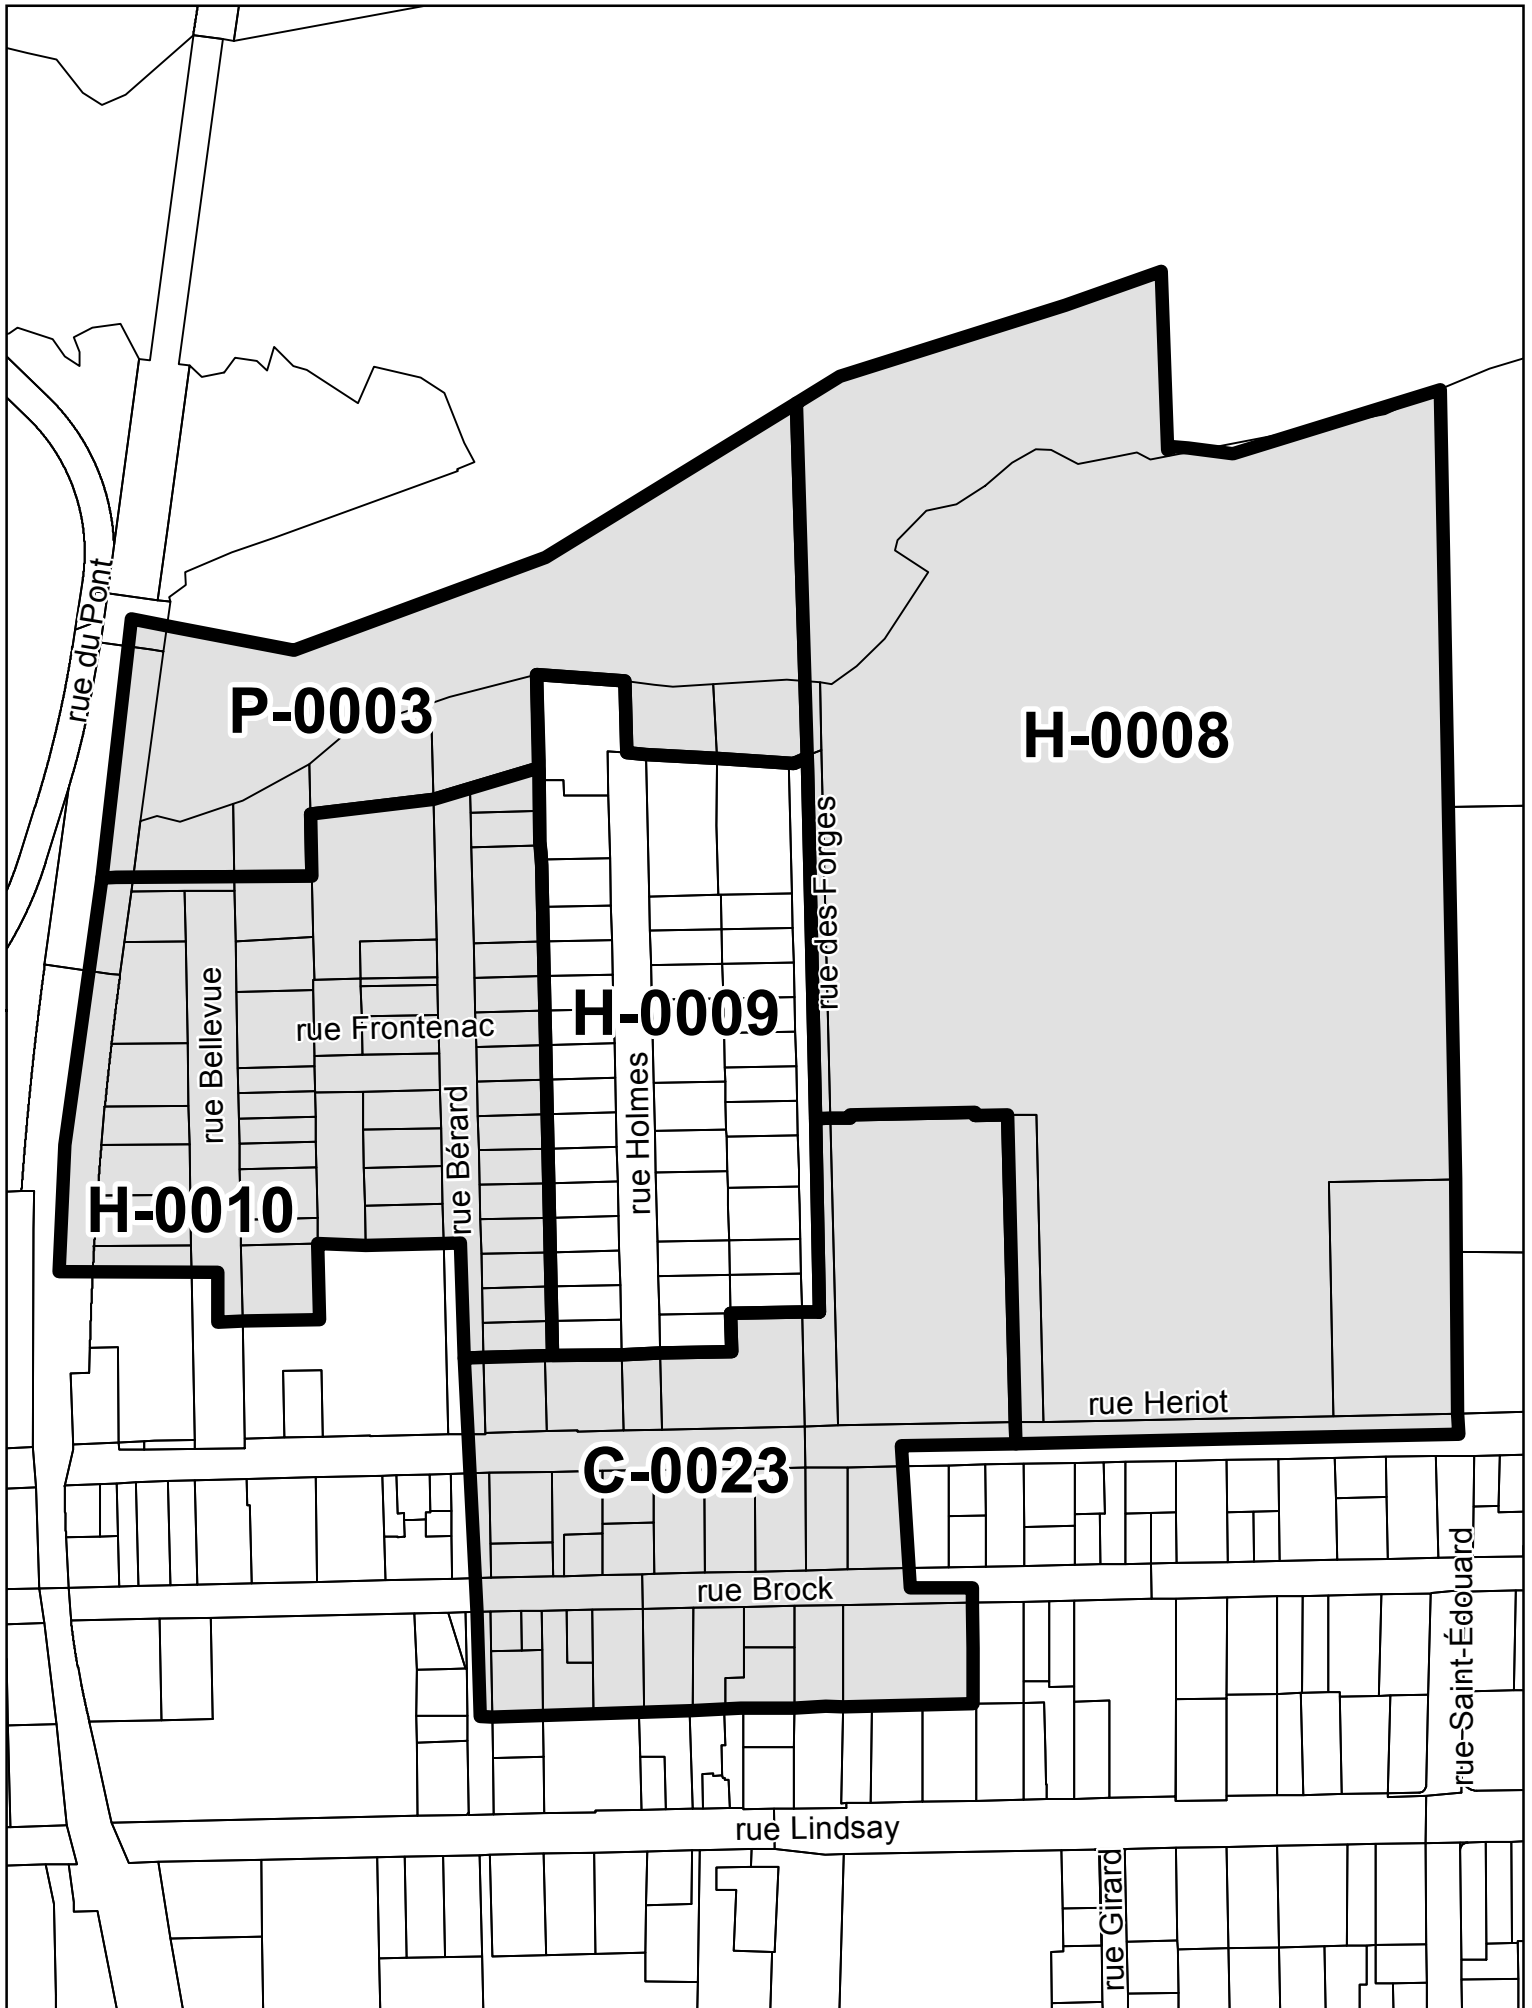 rue du Pont
P-0003
H-0008
rue-des-Forges
H-0009
rue Frontenac
rue Bellevue
rue Holmes
rue Bérard
H-0010
rue Heriot
C-0023
rue Brock
rue-Saint-Édouard
rue Lindsay
rue Girard